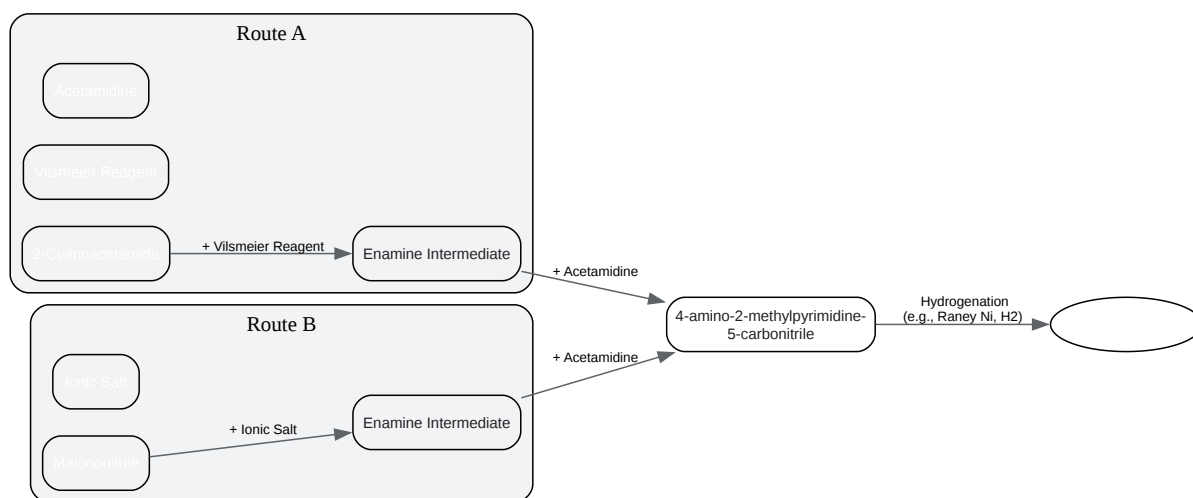 Route A
Acetamidine
Vilsmeier Reagent
2-Cyanoacetamide
+ Vilsmeier Reagent
Enamine Intermediate
+ Acetamidine
Route B
Ionic Salt
Malononitrile
+ Ionic Salt
Enamine Intermediate
+ Acetamidine
4-amino-2-methylpyrimidine-
5-carbonitrile
Hydrogenation
(e.g., Raney Ni, H2)